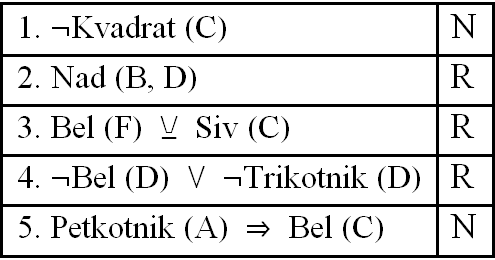 1. ¬Kvadrat (C) N
2. Nad (B, D) R
3. Bel (F) ⊻ Siv (C) R
4. ¬Bel (D) ∨ ¬Trikotnik (D) R
5. Petkotnik (A) ⇒ Bel (C) N